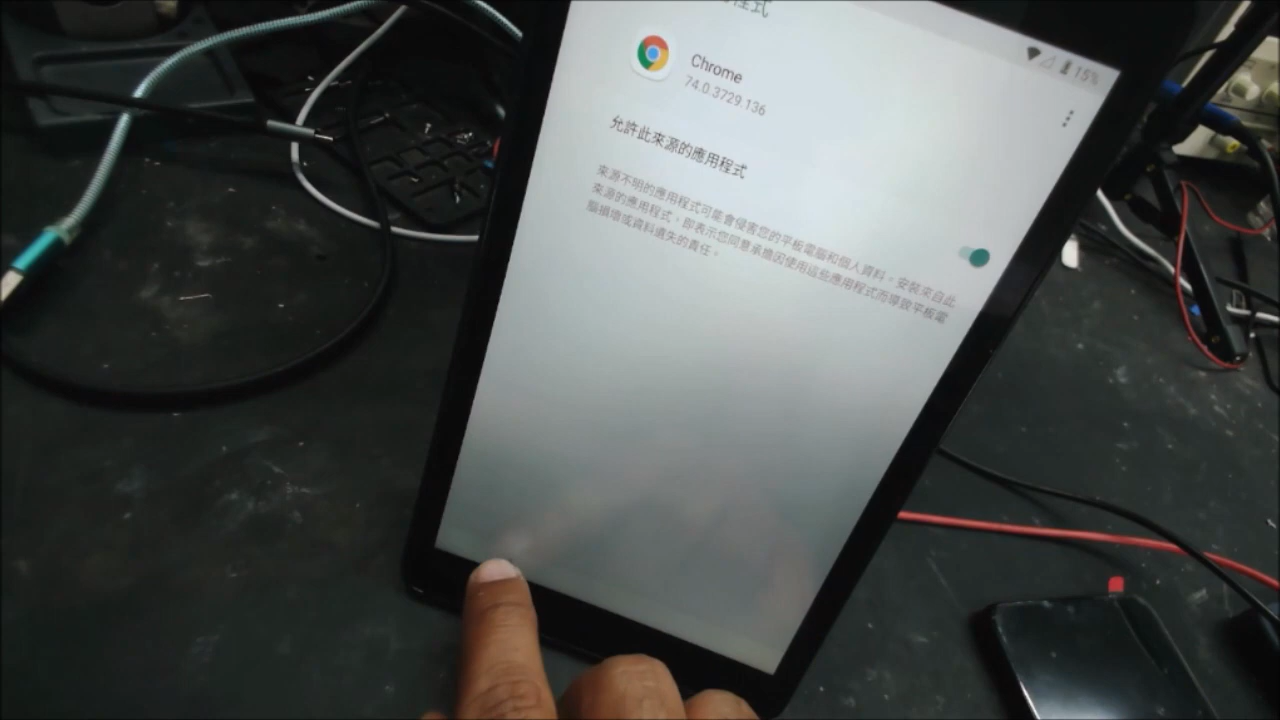 程式
15%
Chrome
74.0.3729.136
允許此來源的應用程式
來源不明的應用程式可能會侵害您的平板電腦和個人資料。安裝來自此
來源的應用程式，即表示您同意承擔因使用這些應用程式而導致平板電
腦損壞或資料遺失的責任。